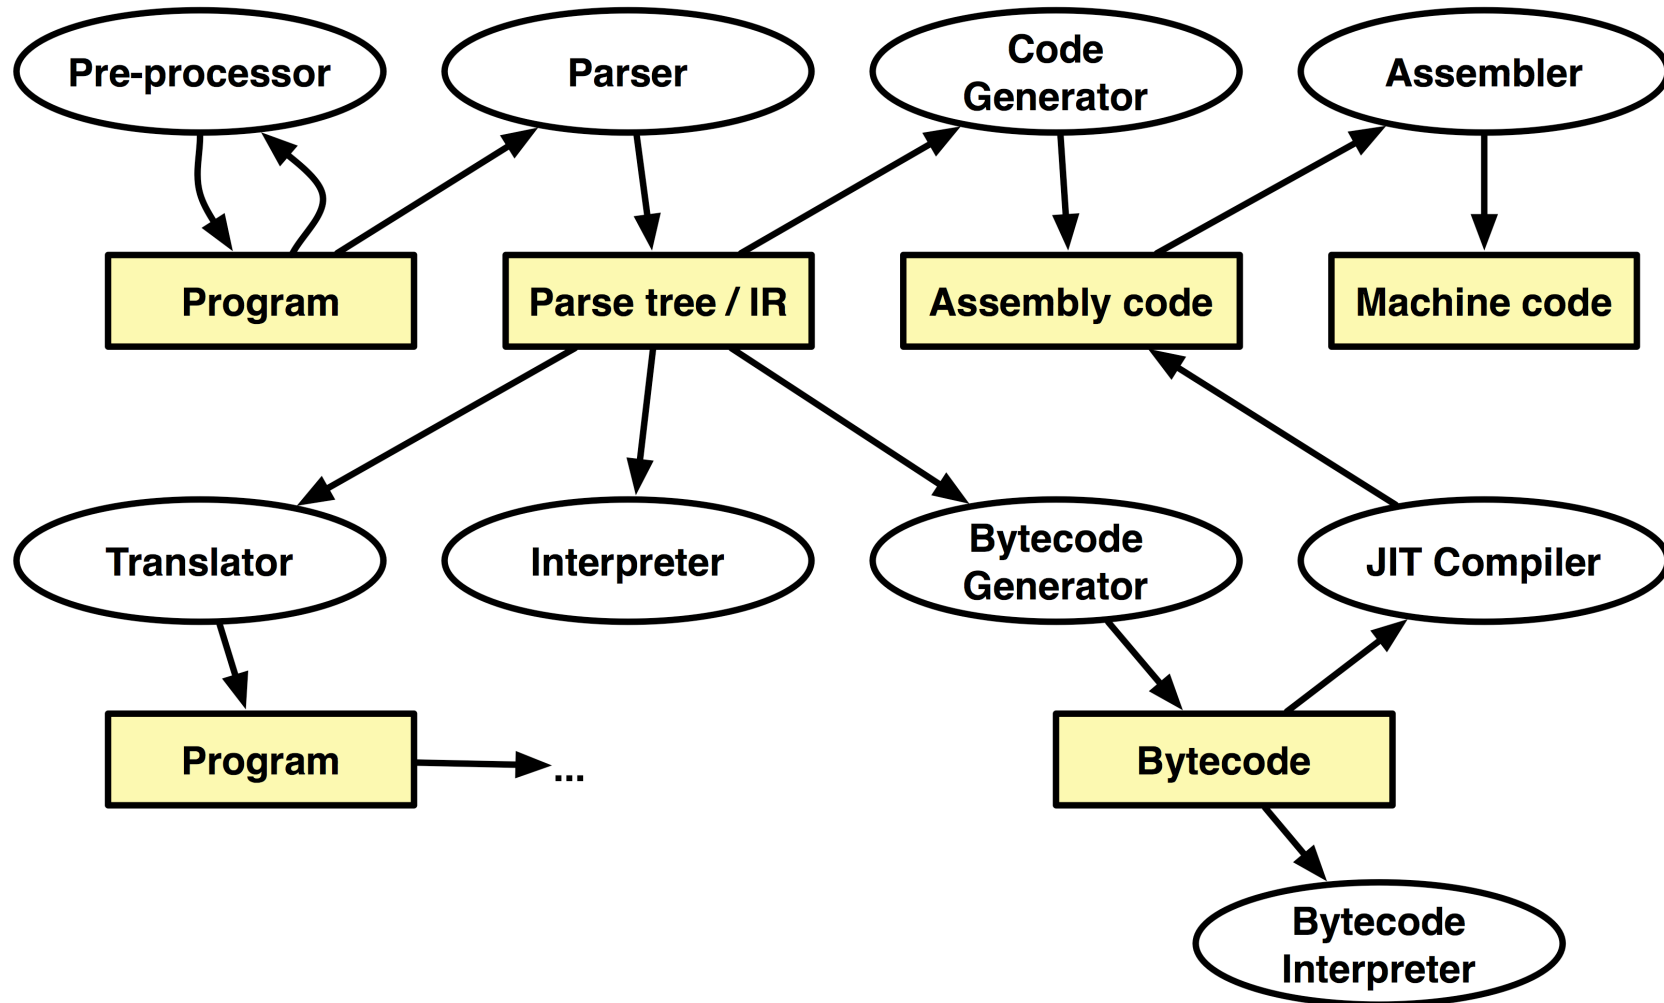 Pre-processor
Parser
Code
Generator
Assembler
Program
Parse tree / IR
Assembly code
Machine code
Translator
Interpreter
Bytecode
Generator
JIT Compiler
Program
...
Bytecode
Bytecode
Interpreter